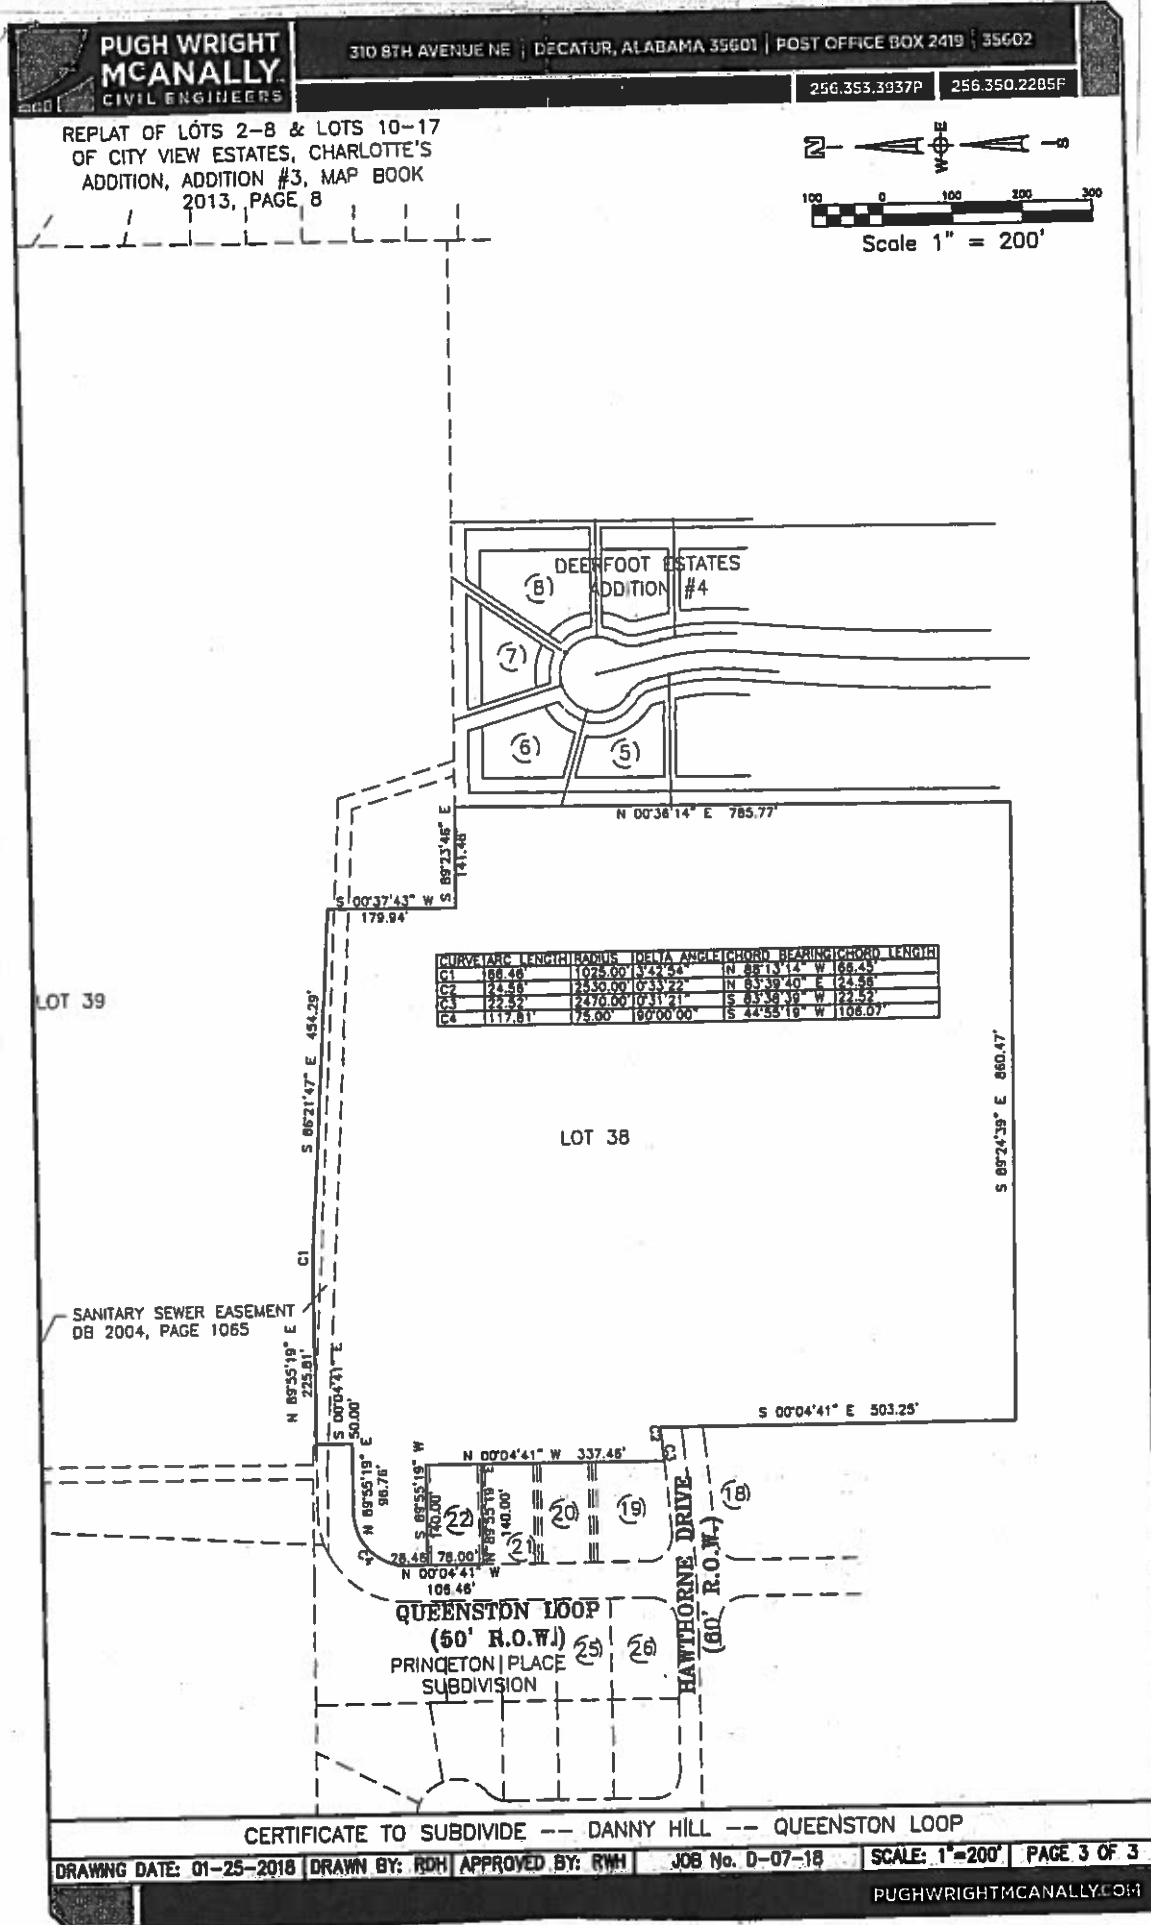 PUGH WRIGHT
MCANALLY
CIVIL ENGINEERS
310 8TH AVENUE NE | DECATUR, ALABAMA 35601 | POST OFFICE BOX 2419 | 35602
256.353.3937P | 256.350.2285F
REPLAT OF LOTS 2-8 & LOTS 10-17
OF CITY VIEW ESTATES, CHARLOTTE'S
ADDITION, ADDITION #3, MAP BOOK
2013, PAGE 8
N
E
W
S
100 0 100 200 300
Scale 1" = 200'
DEERFOOT ESTATES
ADDITION #4
8
7
6
5
N 00°36'14" E 785.77'
S 89°23'46" E
141.48'
S 00°37'43" W
179.94'
CURVE ARC LENGTH RADIUS DELTA ANGLE CHORD BEARING CHORD LENGTH
C1 66.46' 1025.00' 3°42'54" N 88°13'14" W 66.45'
C2 24.56' 2530.00' 0°33'22" N 83°39'40" E 24.56'
C3 22.52' 2470.00' 0°31'21" S 83°38'39" W 22.52'
C4 117.81' 75.00' 90°00'00" S 44°55'19" W 106.07'
LOT 39
S 86°21'47" E 454.29'
S 89°24'39" E 860.47'
LOT 38
C1
SANITARY SEWER EASEMENT
DB 2004, PAGE 1065
N 89°55'19" E
225.81'
S 00°04'41" E
50.00'
N 89°55'19" E
96.76'
S 00°04'41" E 503.25'
C2
C3
N 00°04'41" W 337.46'
S 89°55'19" W
140.00'
N 89°55'19" E
140.00'
22
21
20
19
18
C4
28.46' 78.00'
N 00°04'41" W
106.46'
QUEENSTON LOOP
(50' R.O.W.)
HAWTHORNE DRIVE
(60' R.O.W.)
25
26
PRINCETON PLACE
SUBDIVISION
CERTIFICATE TO SUBDIVIDE -- DANNY HILL -- QUEENSTON LOOP
DRAWING DATE: 01-25-2018 DRAWN BY: RDH APPROVED BY: RWH JOB No. D-07-18 SCALE: 1"=200' PAGE 3 OF 3
PUGHWRIGHTMCANALLY.COM